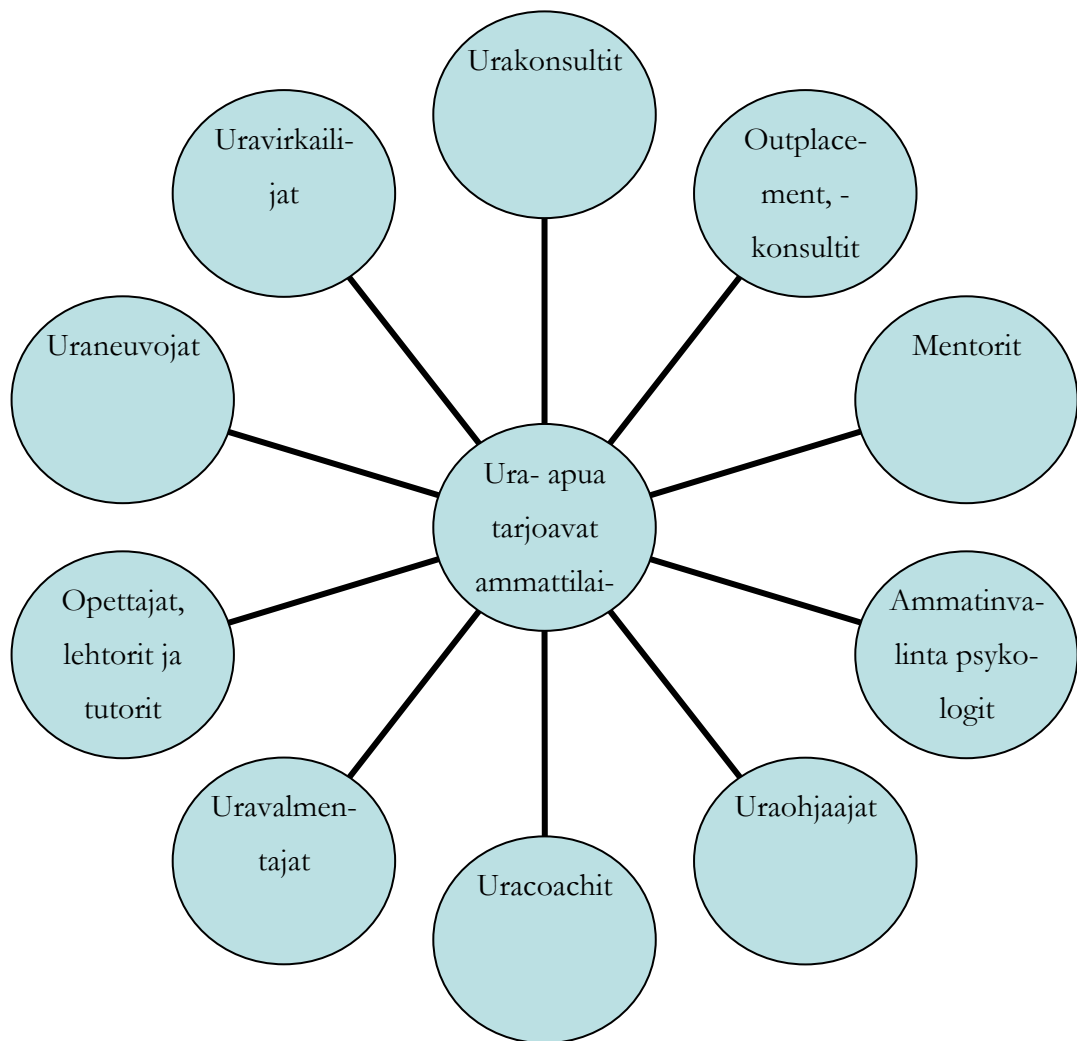 Urakonsultit
Uravirkaili-
jat
Outplace-
ment, -
konsultit
Uraneuvojat
Mentorit
Ura- apua
tarjoavat
ammattilai-
Opettajat,
lehtorit ja
tutorit
Ammatinva-
linta psyko-
logit
Uravalmen-
tajat
Uraohjaajat
Uracoachit